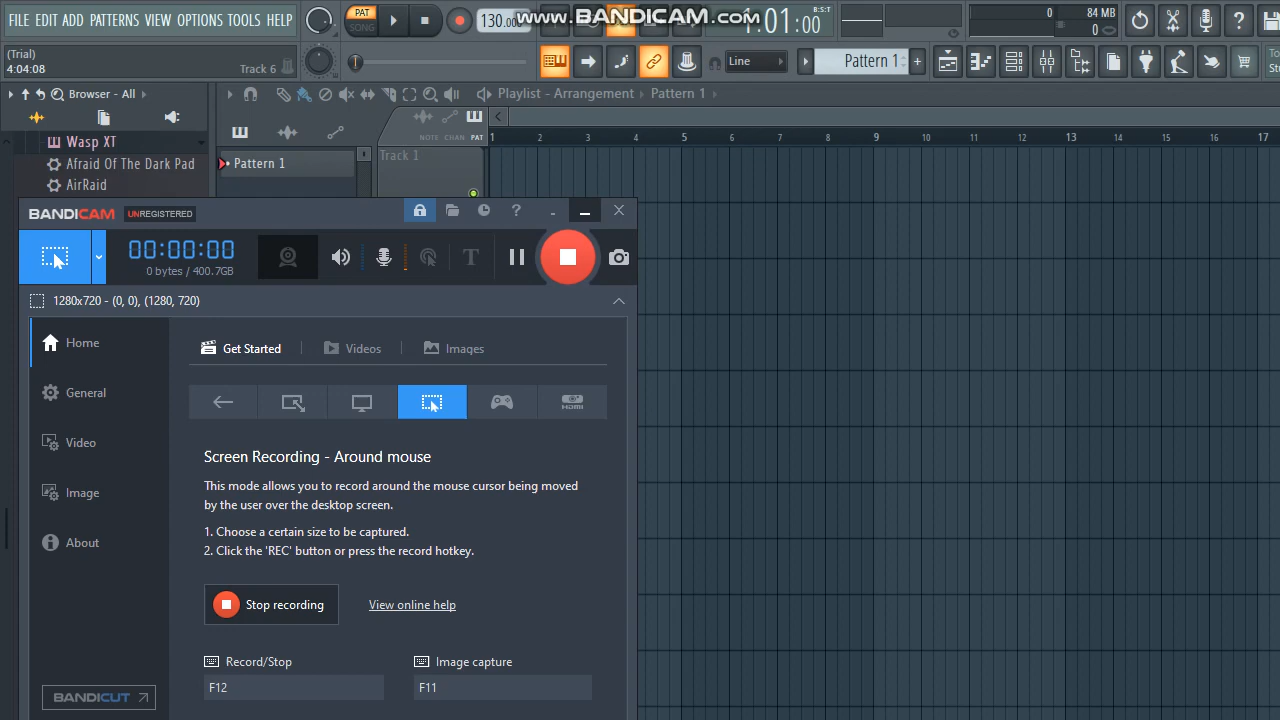 FILE EDIT ADD PATTERNS VIEW OPTIONS TOOLS HELP
PAT
SONG
130.00
www.BANDICAM.com
1:01:00
B:S:T
0
84 MB
0
(Trial)
4:04:08
Track 6
Line
Pattern 1
Browser - All
Playlist - Arrangement
Pattern 1
Wasp XT
Afraid Of The Dark Pad
AirRaid
Pattern 1
NOTE CHAN PAT
1 2 3 4 5 6 7 8 9 10 11 12 13 14 15 16 17
Track 1
BANDICAM
UNREGISTERED
00:00:00
0 bytes / 400.7GB
1280x720 - (0, 0), (1280, 720)
Home
General
Video
Image
About
BANDICUT
Get Started
Videos
Images
HDMI
Screen Recording - Around mouse
This mode allows you to record around the mouse cursor being moved
by the user over the desktop screen.
1. Choose a certain size to be captured.
2. Click the 'REC' button or press the record hotkey.
Stop recording
View online help
Record/Stop
Image capture
F12
F11